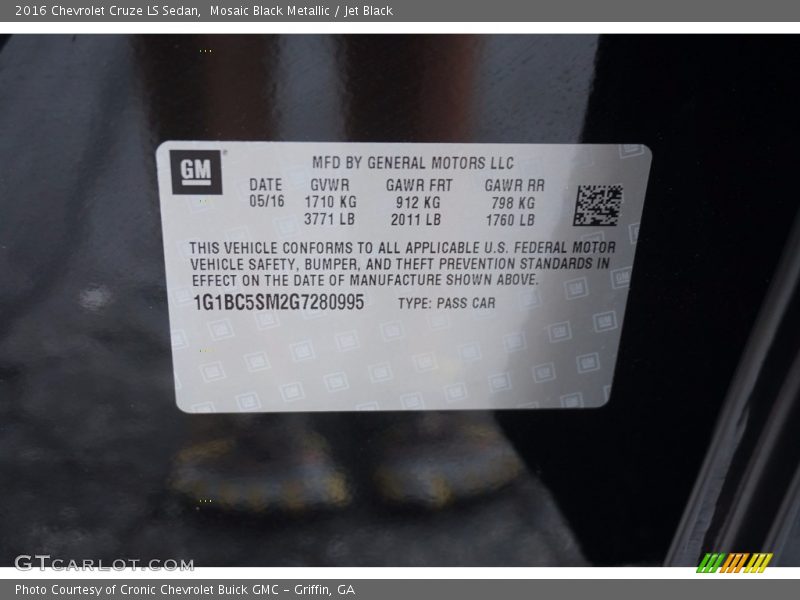 2016 Chevrolet Cruze LS Sedan, Mosaic Black Metallic / Jet Black
GM
MFD BY GENERAL MOTORS LLC
DATE GVWR GAWR FRT GAWR RR
05/16 1710 KG 912 KG 798 KG
3771 LB 2011 LB 1760 LB
THIS VEHICLE CONFORMS TO ALL APPLICABLE U.S. FEDERAL MOTOR
VEHICLE SAFETY, BUMPER, AND THEFT PREVENTION STANDARDS IN
EFFECT ON THE DATE OF MANUFACTURE SHOWN ABOVE.
1G1BC5SM2G7280995 TYPE: PASS CAR
GTCARLOT.COM
Photo Courtesy of Cronic Chevrolet Buick GMC - Griffin, GA